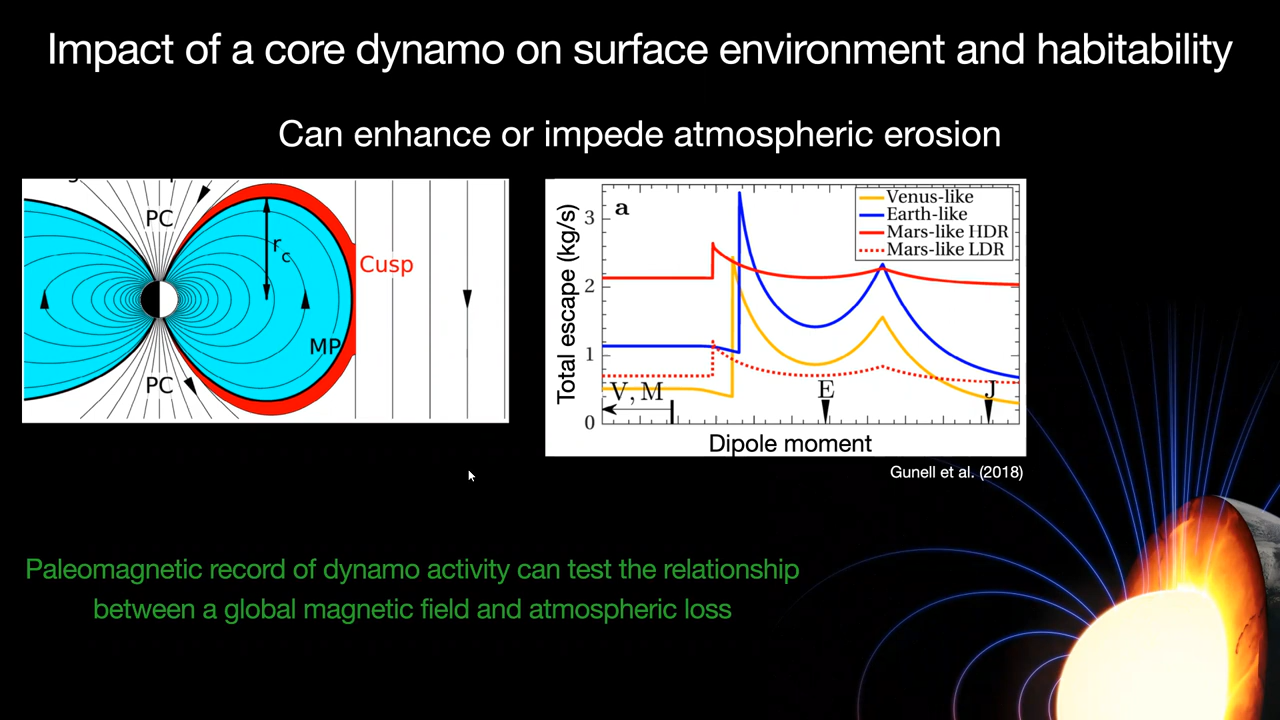 Impact of a core dynamo on surface environment and habitability
Can enhance or impede atmospheric erosion
PC
r_c
Cusp
MP
PC
Total escape (kg/s)
3
2
1
0
a
Venus-like
Earth-like
Mars-like HDR
Mars-like LDR
V, M
E
J
Dipole moment
Gunell et al. (2018)
Paleomagnetic record of dynamo activity can test the relationship
between a global magnetic field and atmospheric loss